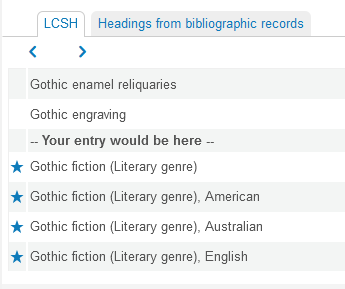 LCSH Headings from bibliographic records
Gothic enamel reliquaries
Gothic engraving
-- Your entry would be here --
Gothic fiction (Literary genre)
Gothic fiction (Literary genre), American
Gothic fiction (Literary genre), Australian
Gothic fiction (Literary genre), English